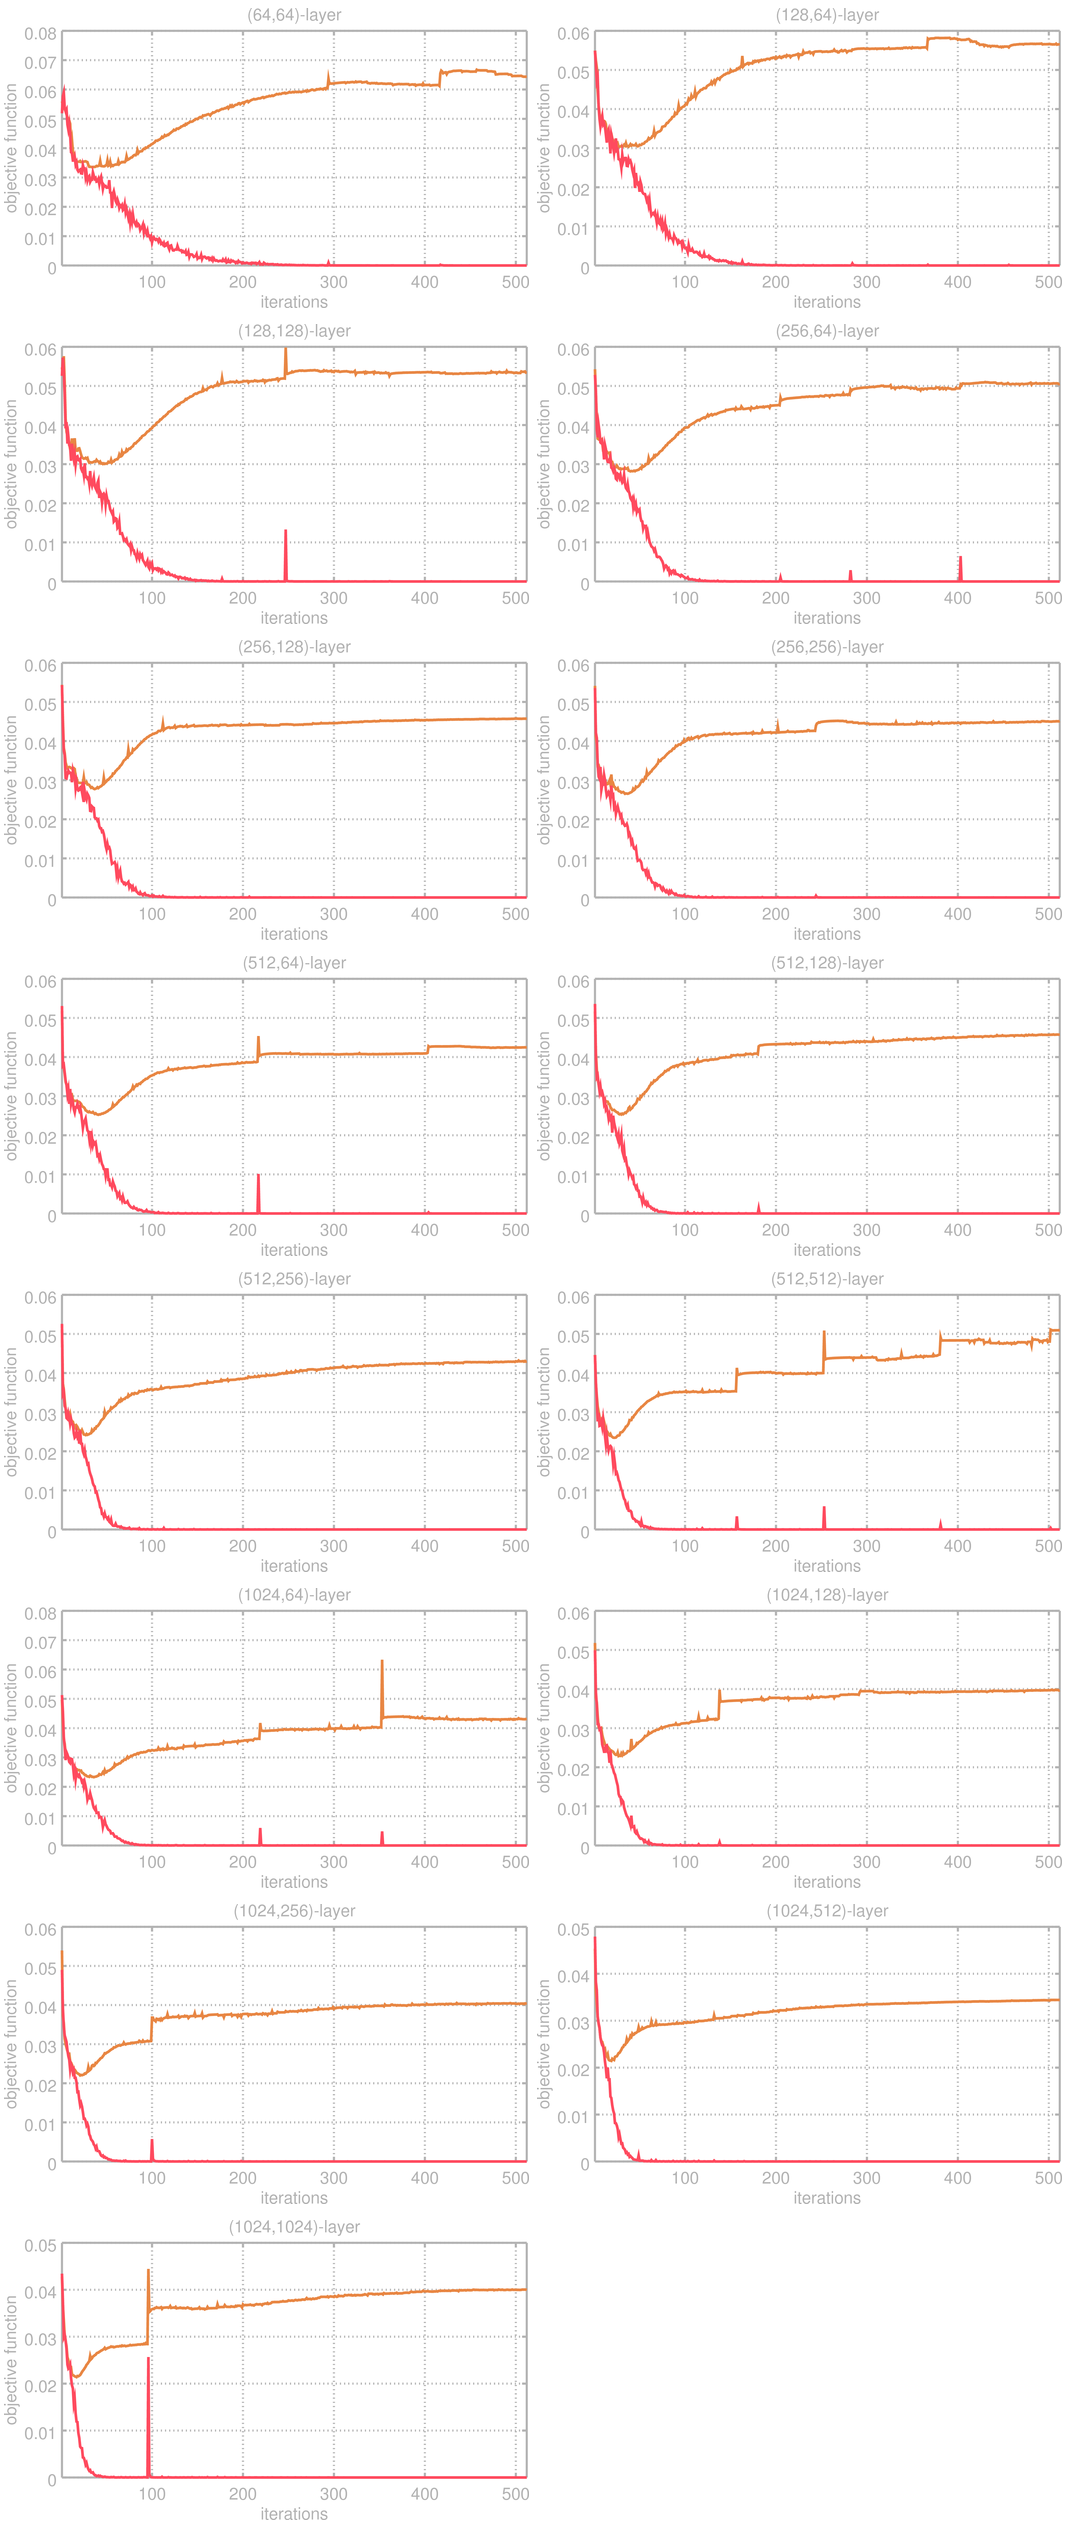 (64,64)-layer
0.08
0.07
0.06
0.05
0.04
0.03
0.02
0.01
0
objective function
100 200 300 400 500
iterations
(128,64)-layer
0.06
0.05
0.04
0.03
0.02
0.01
0
objective function
100 200 300 400 500
iterations
(128,128)-layer
0.06
0.05
0.04
0.03
0.02
0.01
0
objective function
100 200 300 400 500
iterations
(256,64)-layer
0.06
0.05
0.04
0.03
0.02
0.01
0
objective function
100 200 300 400 500
iterations
(256,128)-layer
0.06
0.05
0.04
0.03
0.02
0.01
0
objective function
100 200 300 400 500
iterations
(256,256)-layer
0.06
0.05
0.04
0.03
0.02
0.01
0
objective function
100 200 300 400 500
iterations
(512,64)-layer
0.06
0.05
0.04
0.03
0.02
0.01
0
objective function
100 200 300 400 500
iterations
(512,128)-layer
0.06
0.05
0.04
0.03
0.02
0.01
0
objective function
100 200 300 400 500
iterations
(512,256)-layer
0.06
0.05
0.04
0.03
0.02
0.01
0
objective function
100 200 300 400 500
iterations
(512,512)-layer
0.06
0.05
0.04
0.03
0.02
0.01
0
objective function
100 200 300 400 500
iterations
(1024,64)-layer
0.08
0.07
0.06
0.05
0.04
0.03
0.02
0.01
0
objective function
100 200 300 400 500
iterations
(1024,128)-layer
0.06
0.05
0.04
0.03
0.02
0.01
0
objective function
100 200 300 400 500
iterations
(1024,256)-layer
0.06
0.05
0.04
0.03
0.02
0.01
0
objective function
100 200 300 400 500
iterations
(1024,512)-layer
0.05
0.04
0.03
0.02
0.01
0
objective function
100 200 300 400 500
iterations
(1024,1024)-layer
0.05
0.04
0.03
0.02
0.01
0
objective function
100 200 300 400 500
iterations